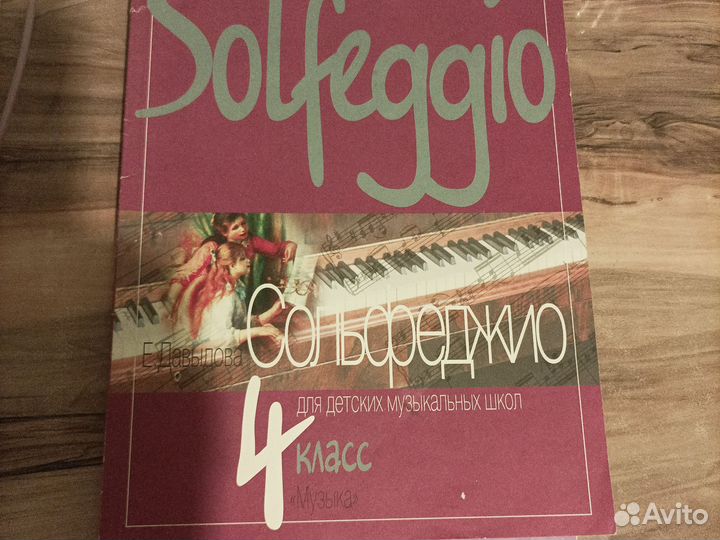 Solfeggio
Е.Давыдова Сольфеджио
для детских музыкальных школ
4 класс
«Музыка»
Avito